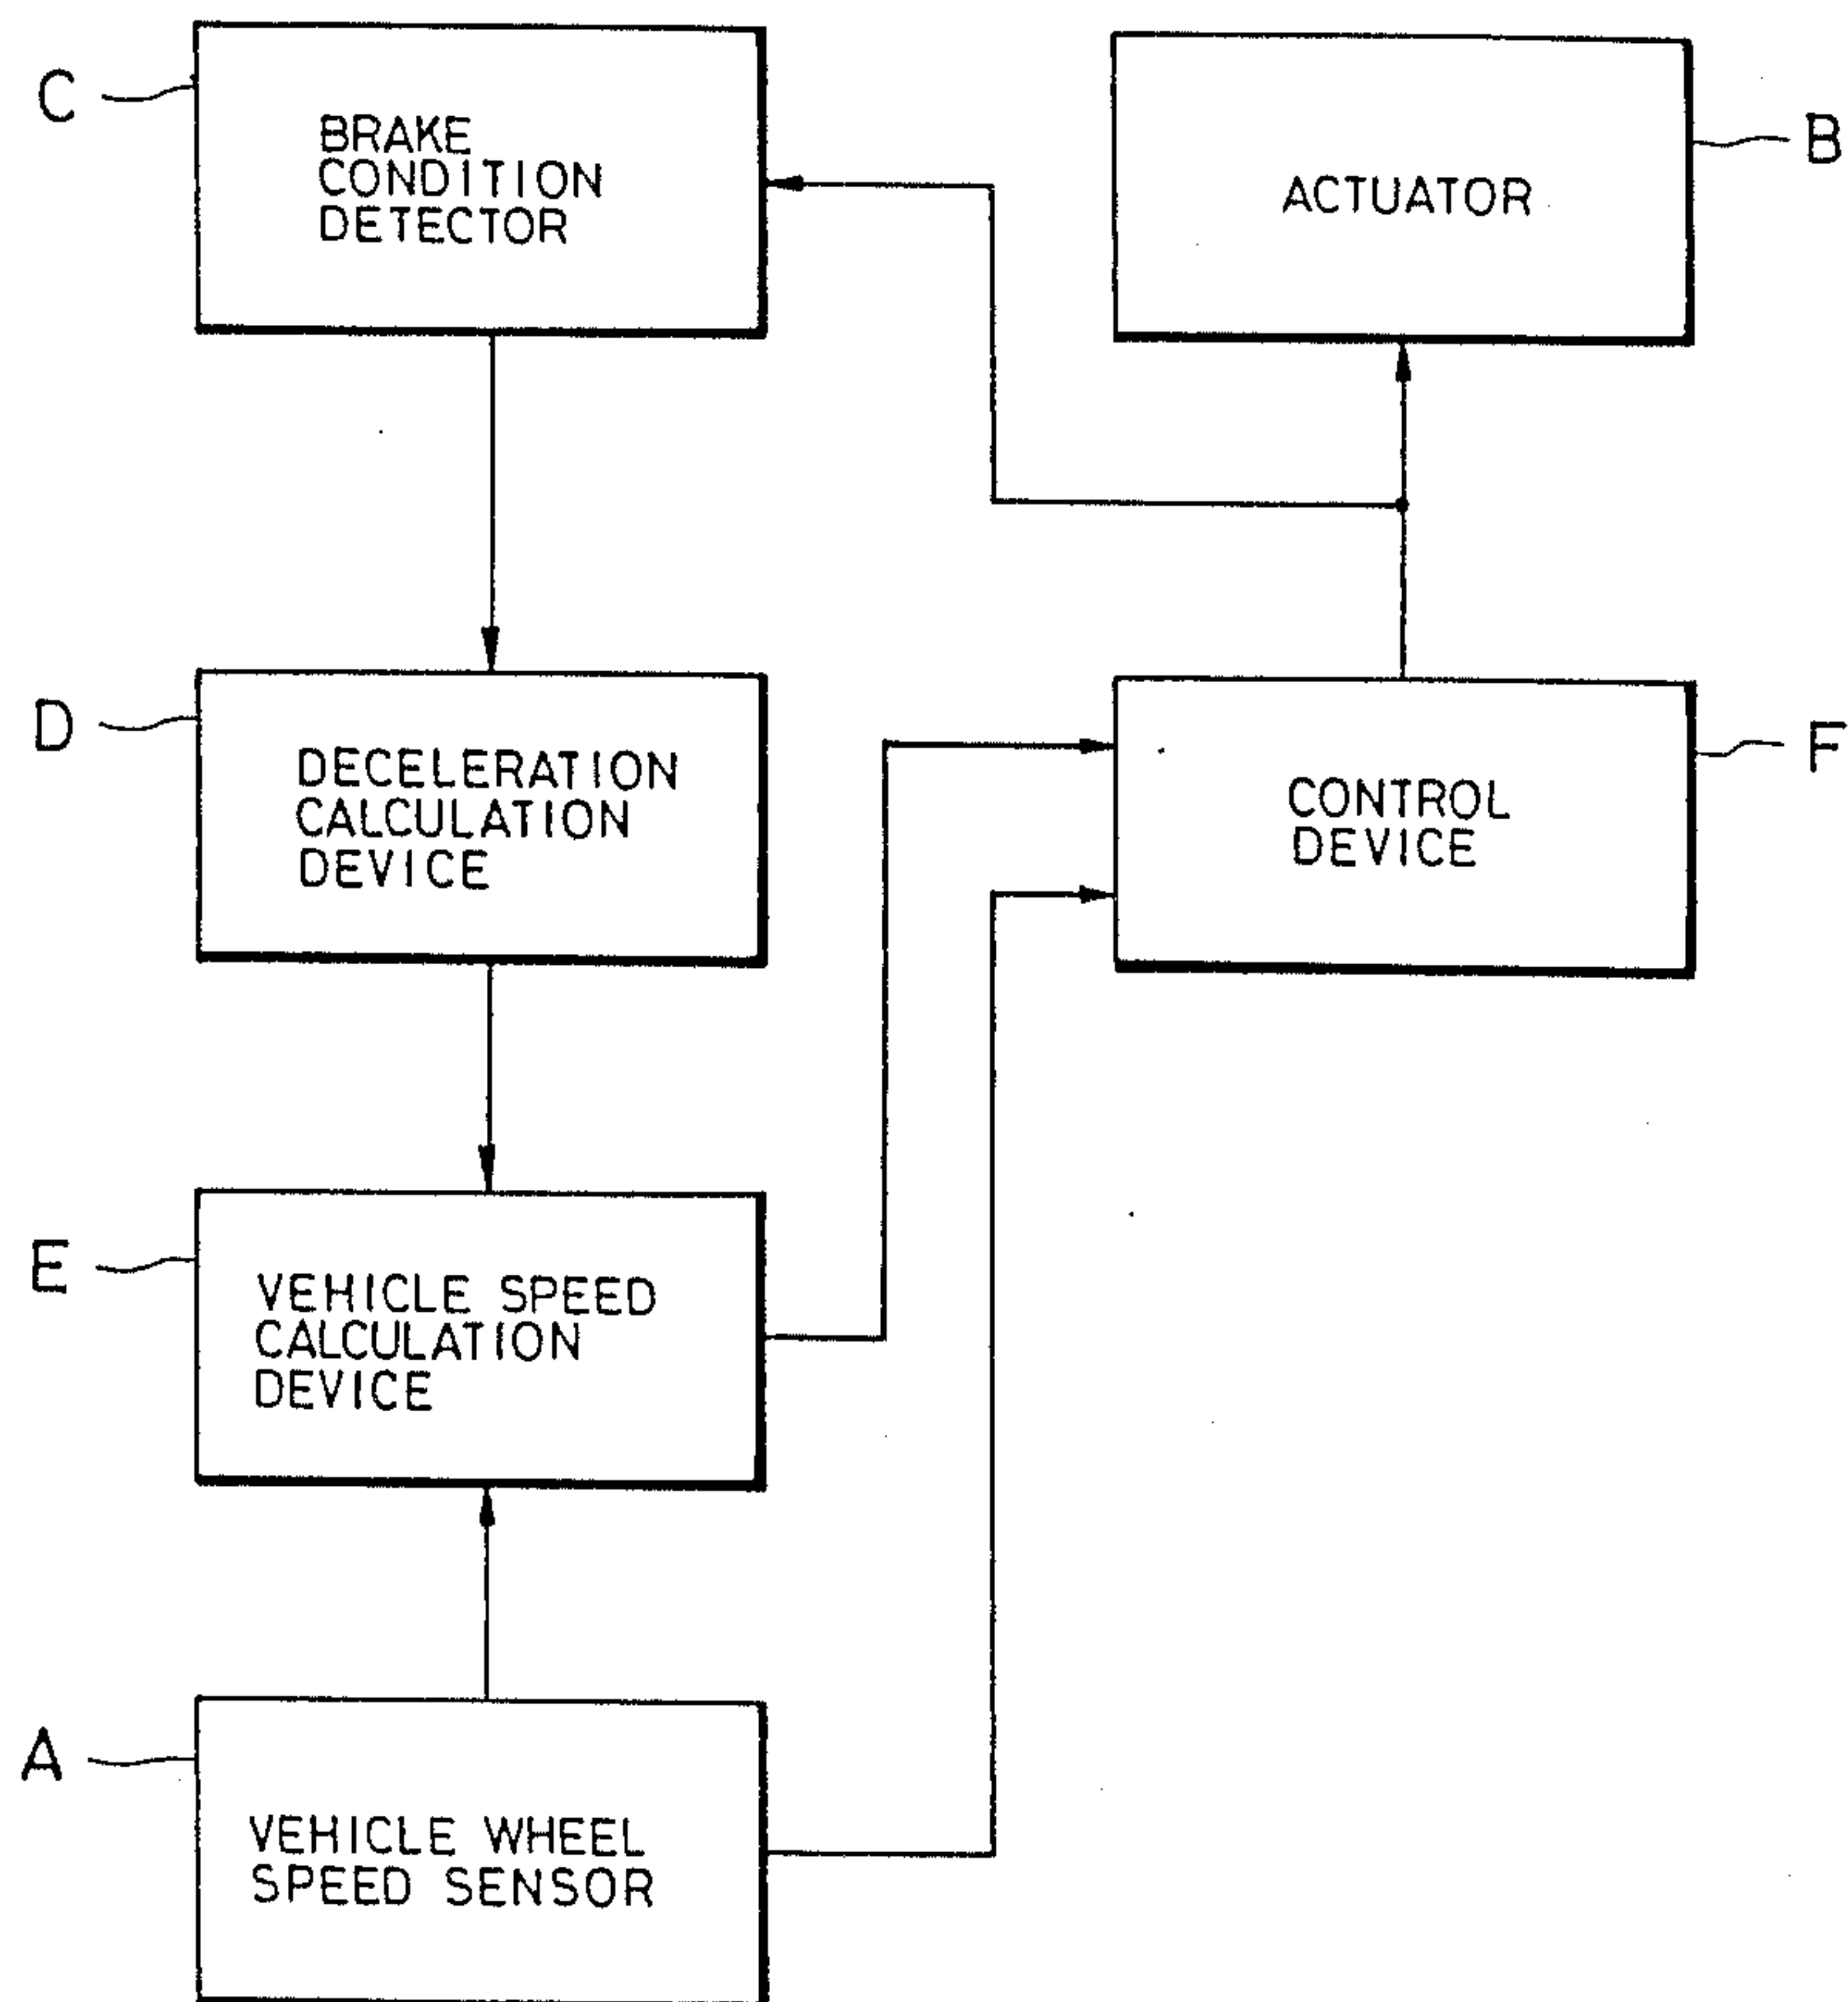 C
BRAKE
CONDITION
DETECTOR
ACTUATOR
B
D
DECELERATION
CALCULATION
DEVICE
CONTROL
DEVICE
F
E
VEHICLE SPEED
CALCULATION
DEVICE
A
VEHICLE WHEEL
SPEED SENSOR